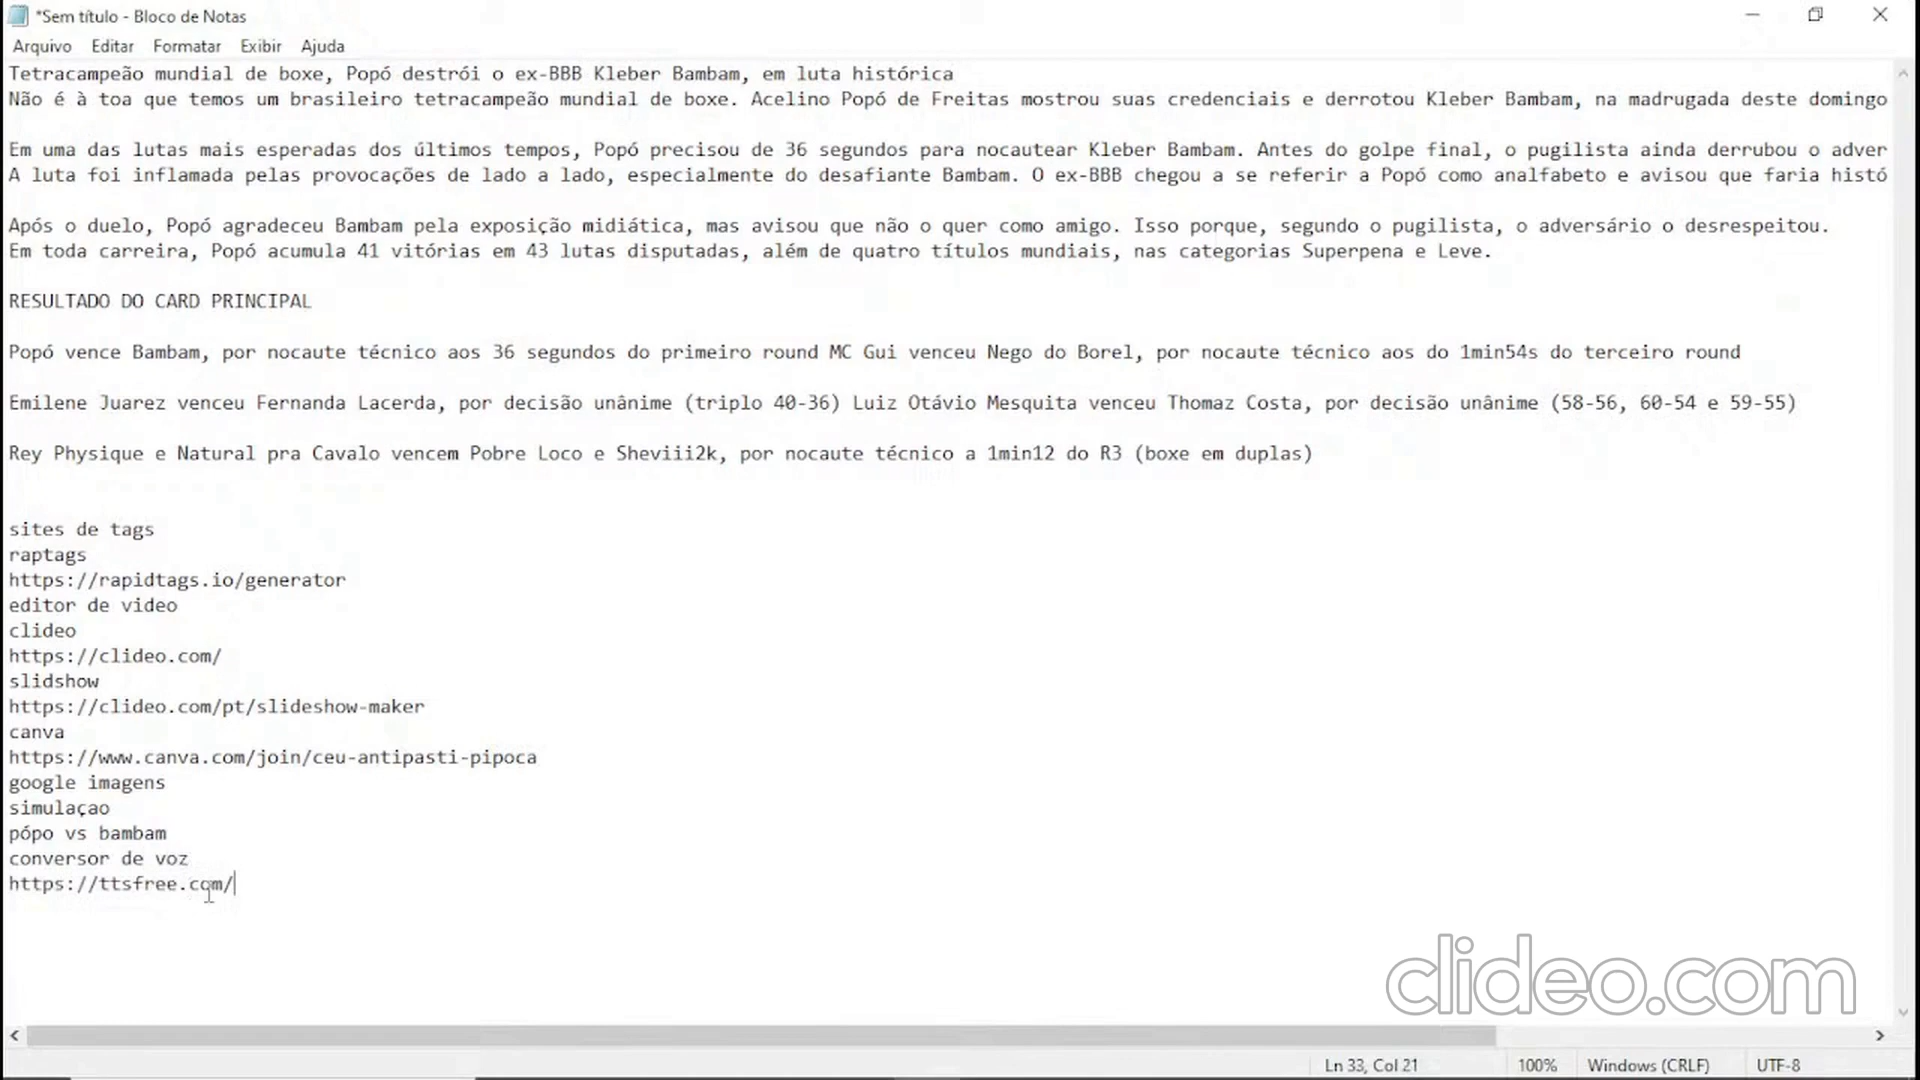 *Sem título - Bloco de Notas
Arquivo Editar Formatar Exibir Ajuda
Tetracampeão mundial de boxe, Popó destrói o ex-BBB Kleber Bambam, em luta histórica
Não é à toa que temos um brasileiro tetracampeão mundial de boxe. Acelino Popó de Freitas mostrou suas credenciais e derrotou Kleber Bambam, na madrugada deste domingo
Em uma das lutas mais esperadas dos últimos tempos, Popó precisou de 36 segundos para nocautear Kleber Bambam. Antes do golpe final, o pugilista ainda derrubou o adver
A luta foi inflamada pelas provocações de lado a lado, especialmente do desafiante Bambam. O ex-BBB chegou a se referir a Popó como analfabeto e avisou que faria histó
Após o duelo, Popó agradeceu Bambam pela exposição midiática, mas avisou que não o quer como amigo. Isso porque, segundo o pugilista, o adversário o desrespeitou.
Em toda carreira, Popó acumula 41 vitórias em 43 lutas disputadas, além de quatro títulos mundiais, nas categorias Superpena e Leve.
RESULTADO DO CARD PRINCIPAL
Popó vence Bambam, por nocaute técnico aos 36 segundos do primeiro round MC Gui venceu Nego do Borel, por nocaute técnico aos do 1min54s do terceiro round
Emilene Juarez venceu Fernanda Lacerda, por decisão unânime (triplo 40-36) Luiz Otávio Mesquita venceu Thomaz Costa, por decisão unânime (58-56, 60-54 e 59-55)
Rey Physique e Natural pra Cavalo vencem Pobre Loco e Sheviii2k, por nocaute técnico a 1min12 do R3 (boxe em duplas)
sites de tags
raptags
https://rapidtags.io/generator
editor de video
clideo
https://clideo.com/
slidshow
https://clideo.com/pt/slideshow-maker
canva
https://www.canva.com/join/ceu-antipasti-pipoca
google imagens
simulaçao
pópo vs bambam
conversor de voz
https://ttsfree.com/
clideo.com
Ln 33, Col 21 100% Windows (CRLF) UTF-8